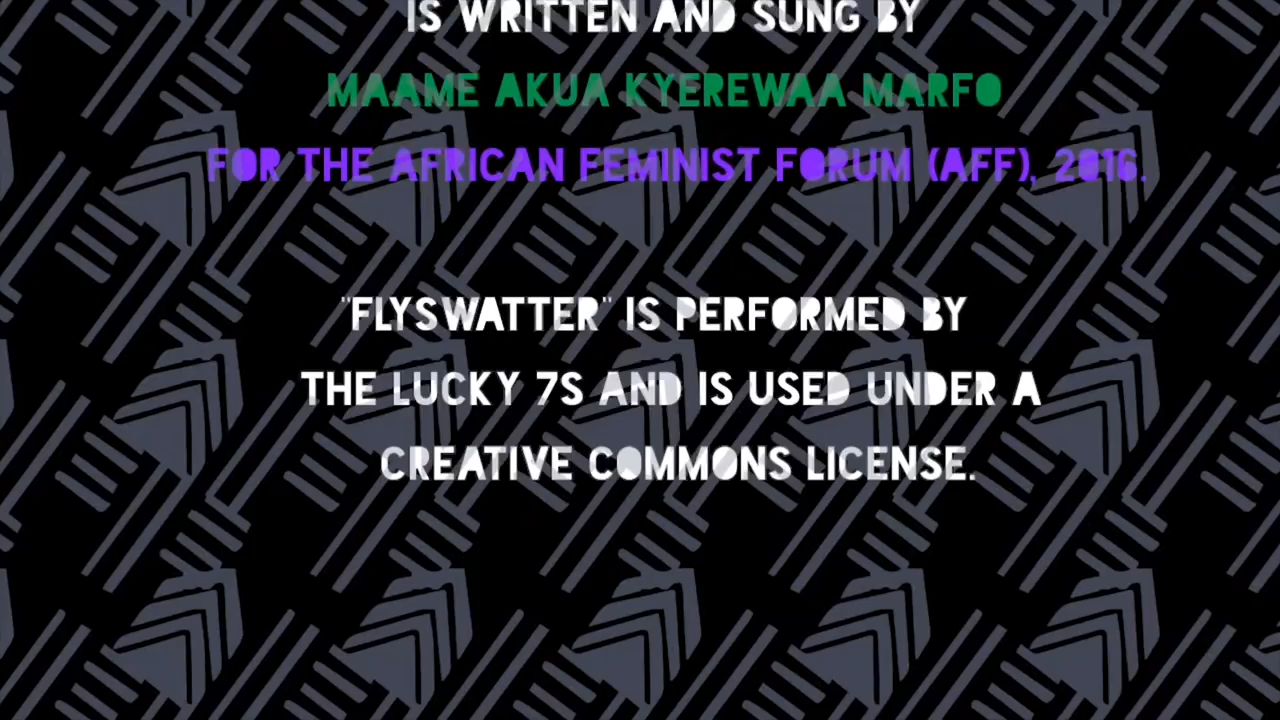 IS WRITTEN AND SUNG BY
MAAME AKUA KYEREWAA MARFO
FOR THE AFRICAN FEMINIST FORUM (AFF), 2016.
"FLYSWATTER" IS PERFORMED BY
THE LUCKY 7S AND IS USED UNDER A
CREATIVE COMMONS LICENSE.